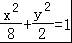 x²/8 + y²/2 = 1